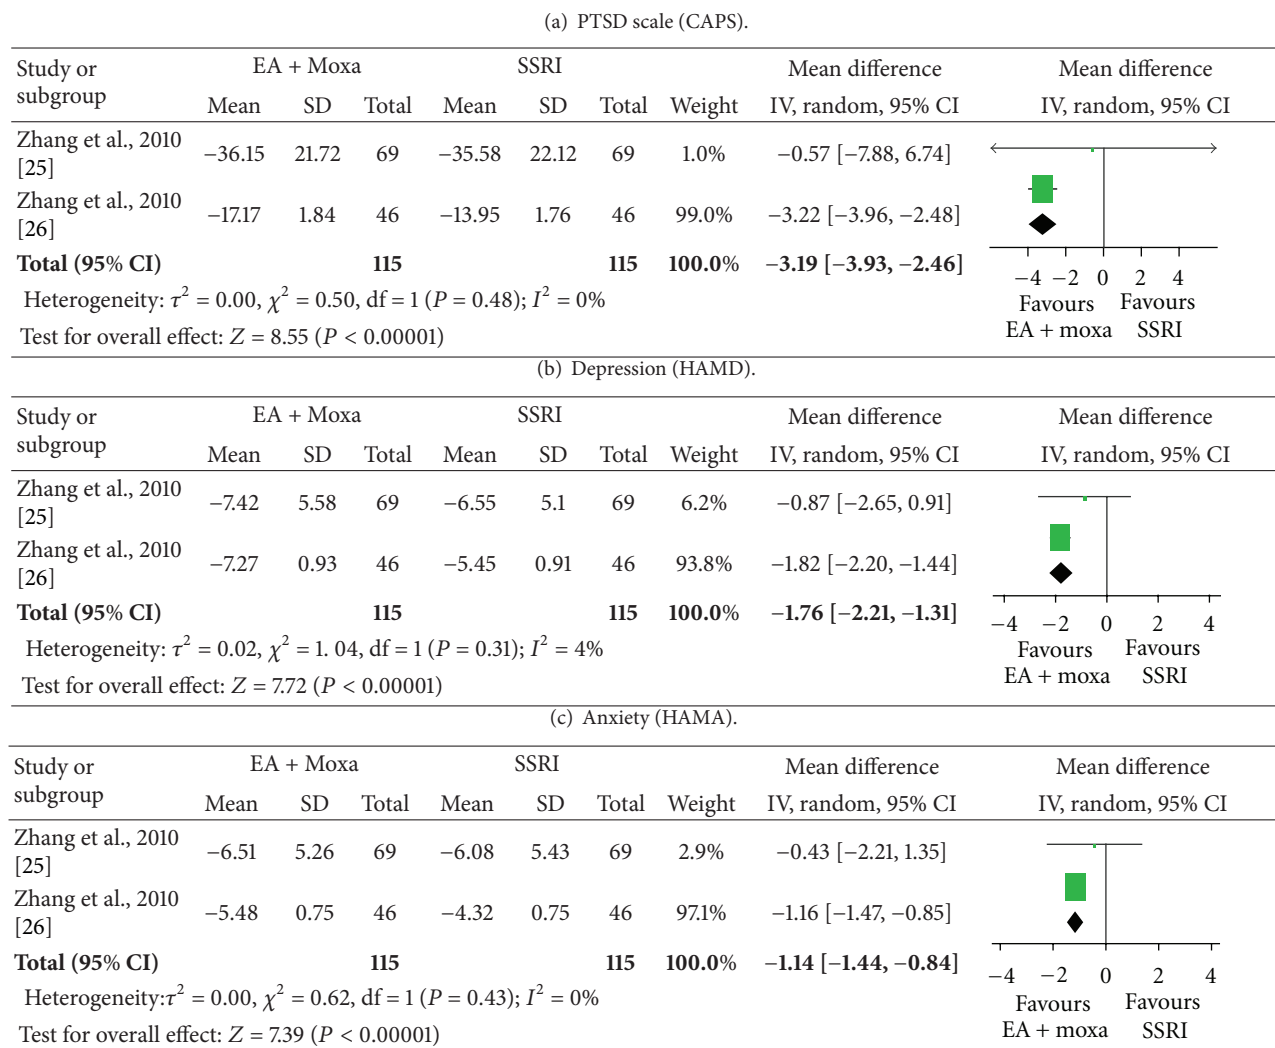 (a) PTSD scale (CAPS).
Study or subgroup EA + Moxa SSRI Mean difference Mean difference
Mean SD Total Mean SD Total Weight IV, random, 95% CI IV, random, 95% CI
Zhang et al., 2010 [25] −36.15 21.72 69 −35.58 22.12 69 1.0% −0.57 [−7.88, 6.74]
Zhang et al., 2010 [26] −17.17 1.84 46 −13.95 1.76 46 99.0% −3.22 [−3.96, −2.48]
Total (95% CI) 115 115 100.0% −3.19 [−3.93, −2.46]
−4 −2 0 2 4
Heterogeneity: τ² = 0.00, χ² = 0.50, df = 1 (P = 0.48); I² = 0%
Favours EA + moxa Favours SSRI
Test for overall effect: Z = 8.55 (P < 0.00001)
(b) Depression (HAMD).
Study or subgroup EA + Moxa SSRI Mean difference Mean difference
Mean SD Total Mean SD Total Weight IV, random, 95% CI IV, random, 95% CI
Zhang et al., 2010 [25] −7.42 5.58 69 −6.55 5.1 69 6.2% −0.87 [−2.65, 0.91]
Zhang et al., 2010 [26] −7.27 0.93 46 −5.45 0.91 46 93.8% −1.82 [−2.20, −1.44]
Total (95% CI) 115 115 100.0% −1.76 [−2.21, −1.31]
−4 −2 0 2 4
Heterogeneity: τ² = 0.02, χ² = 1. 04, df = 1 (P = 0.31); I² = 4%
Favours EA + moxa Favours SSRI
Test for overall effect: Z = 7.72 (P < 0.00001)
(c) Anxiety (HAMA).
Study or subgroup EA + Moxa SSRI Mean difference Mean difference
Mean SD Total Mean SD Total Weight IV, random, 95% CI IV, random, 95% CI
Zhang et al., 2010 [25] −6.51 5.26 69 −6.08 5.43 69 2.9% −0.43 [−2.21, 1.35]
Zhang et al., 2010 [26] −5.48 0.75 46 −4.32 0.75 46 97.1% −1.16 [−1.47, −0.85]
Total (95% CI) 115 115 100.0% −1.14 [−1.44, −0.84]
−4 −2 0 2 4
Heterogeneity:τ² = 0.00, χ² = 0.62, df = 1 (P = 0.43); I² = 0%
Favours EA + moxa Favours SSRI
Test for overall effect: Z = 7.39 (P < 0.00001)